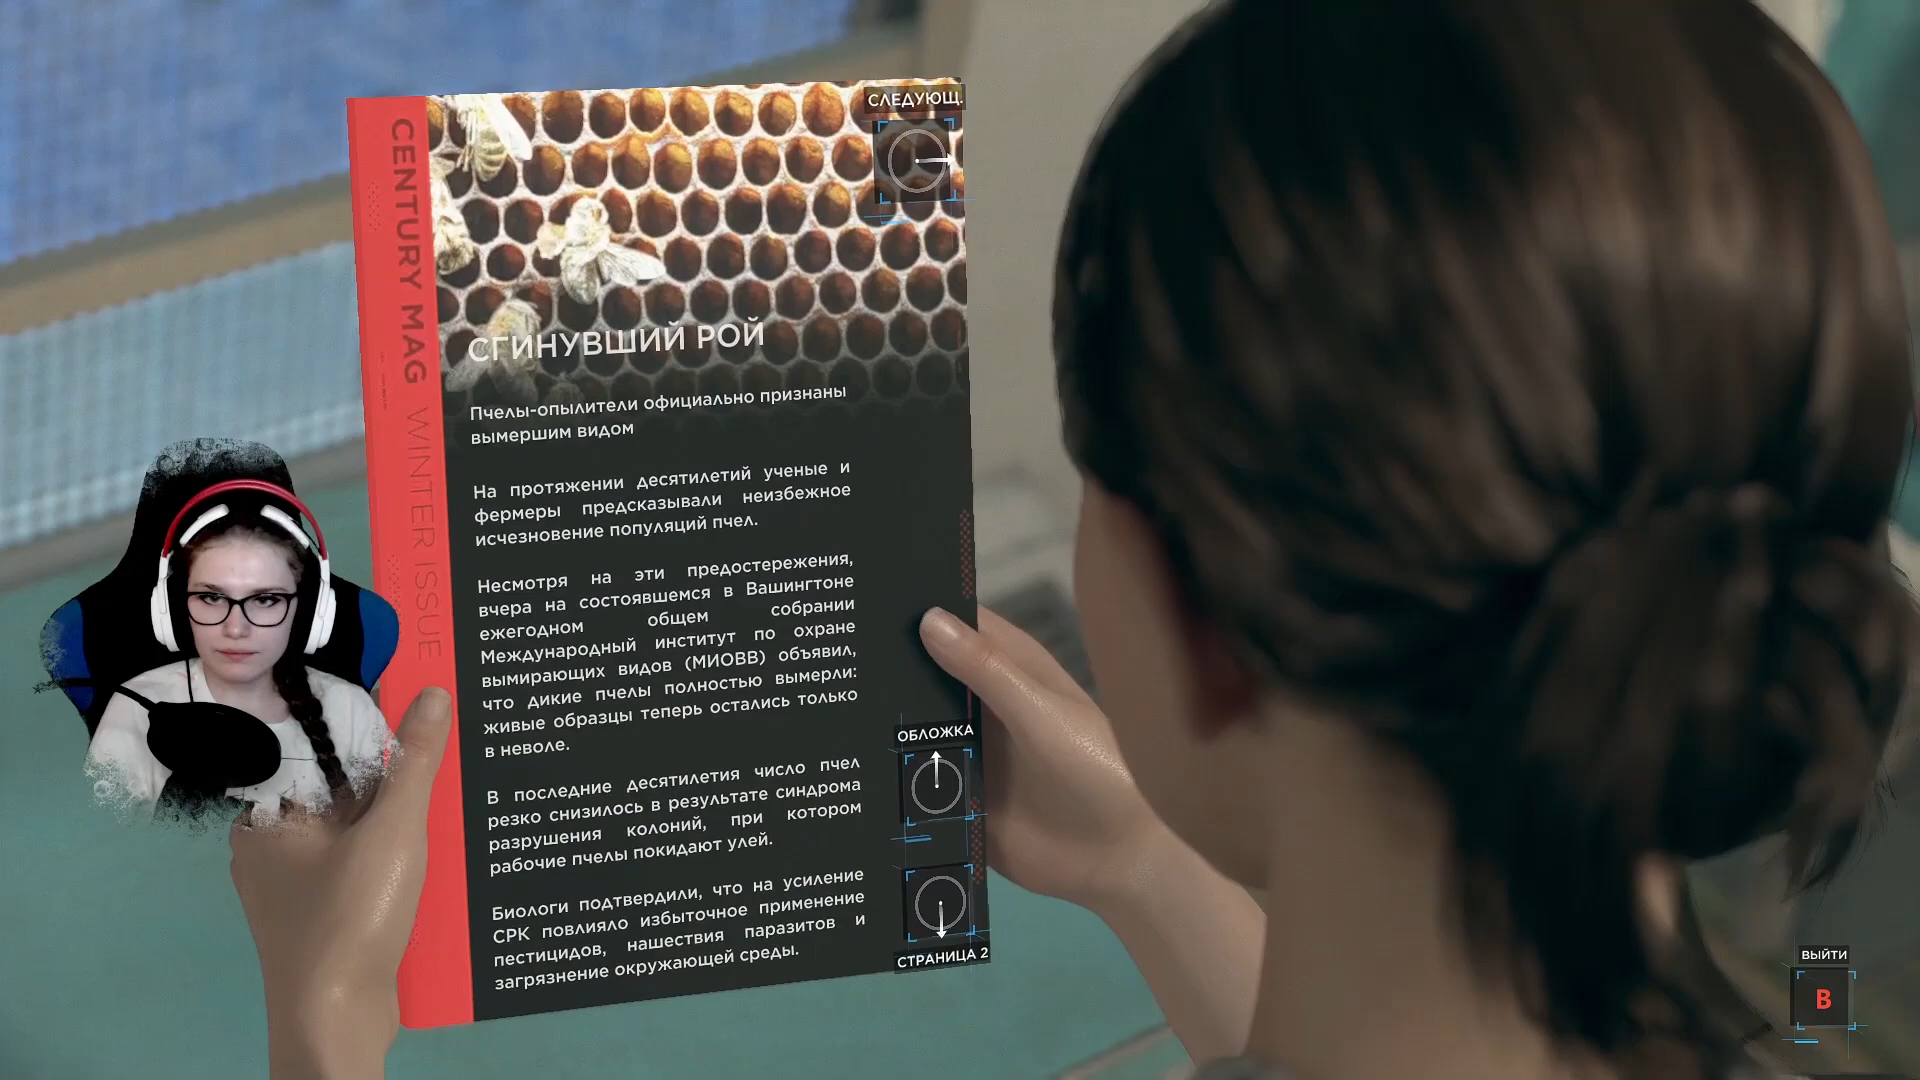 CENTURY MAG WINTER ISSUE
СЛЕДУЮЩ.
СГИНУВШИЙ РОЙ
Пчелы-опылители официально признаны
вымершим видом
На протяжении десятилетий ученые и
фермеры предсказывали неизбежное
исчезновение популяций пчел.
Несмотря на эти предостережения,
вчера на состоявшемся в Вашингтоне
ежегодном общем собрании
Международный институт по охране
вымирающих видов (МИОВВ) объявил,
что дикие пчелы полностью вымерли:
живые образцы теперь остались только
в неволе.
В последние десятилетия число пчел
резко снизилось в результате синдрома
разрушения колоний, при котором
рабочие пчелы покидают улей.
Биологи подтвердили, что на усиление
СРК повлияло избыточное применение
пестицидов, нашествия паразитов и
загрязнение окружающей среды.
ОБЛОЖКА
СТРАНИЦА 2
ВЫЙТИ
B